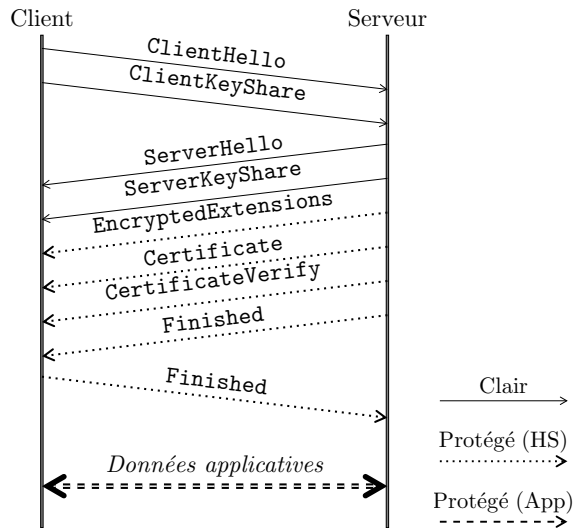 Client
Serveur
ClientHello
ClientKeyShare
ServerHello
ServerKeyShare
EncryptedExtensions
Certificate
CertificateVerify
Finished
Finished
Données applicatives
Clair
Protégé (HS)
Protégé (App)